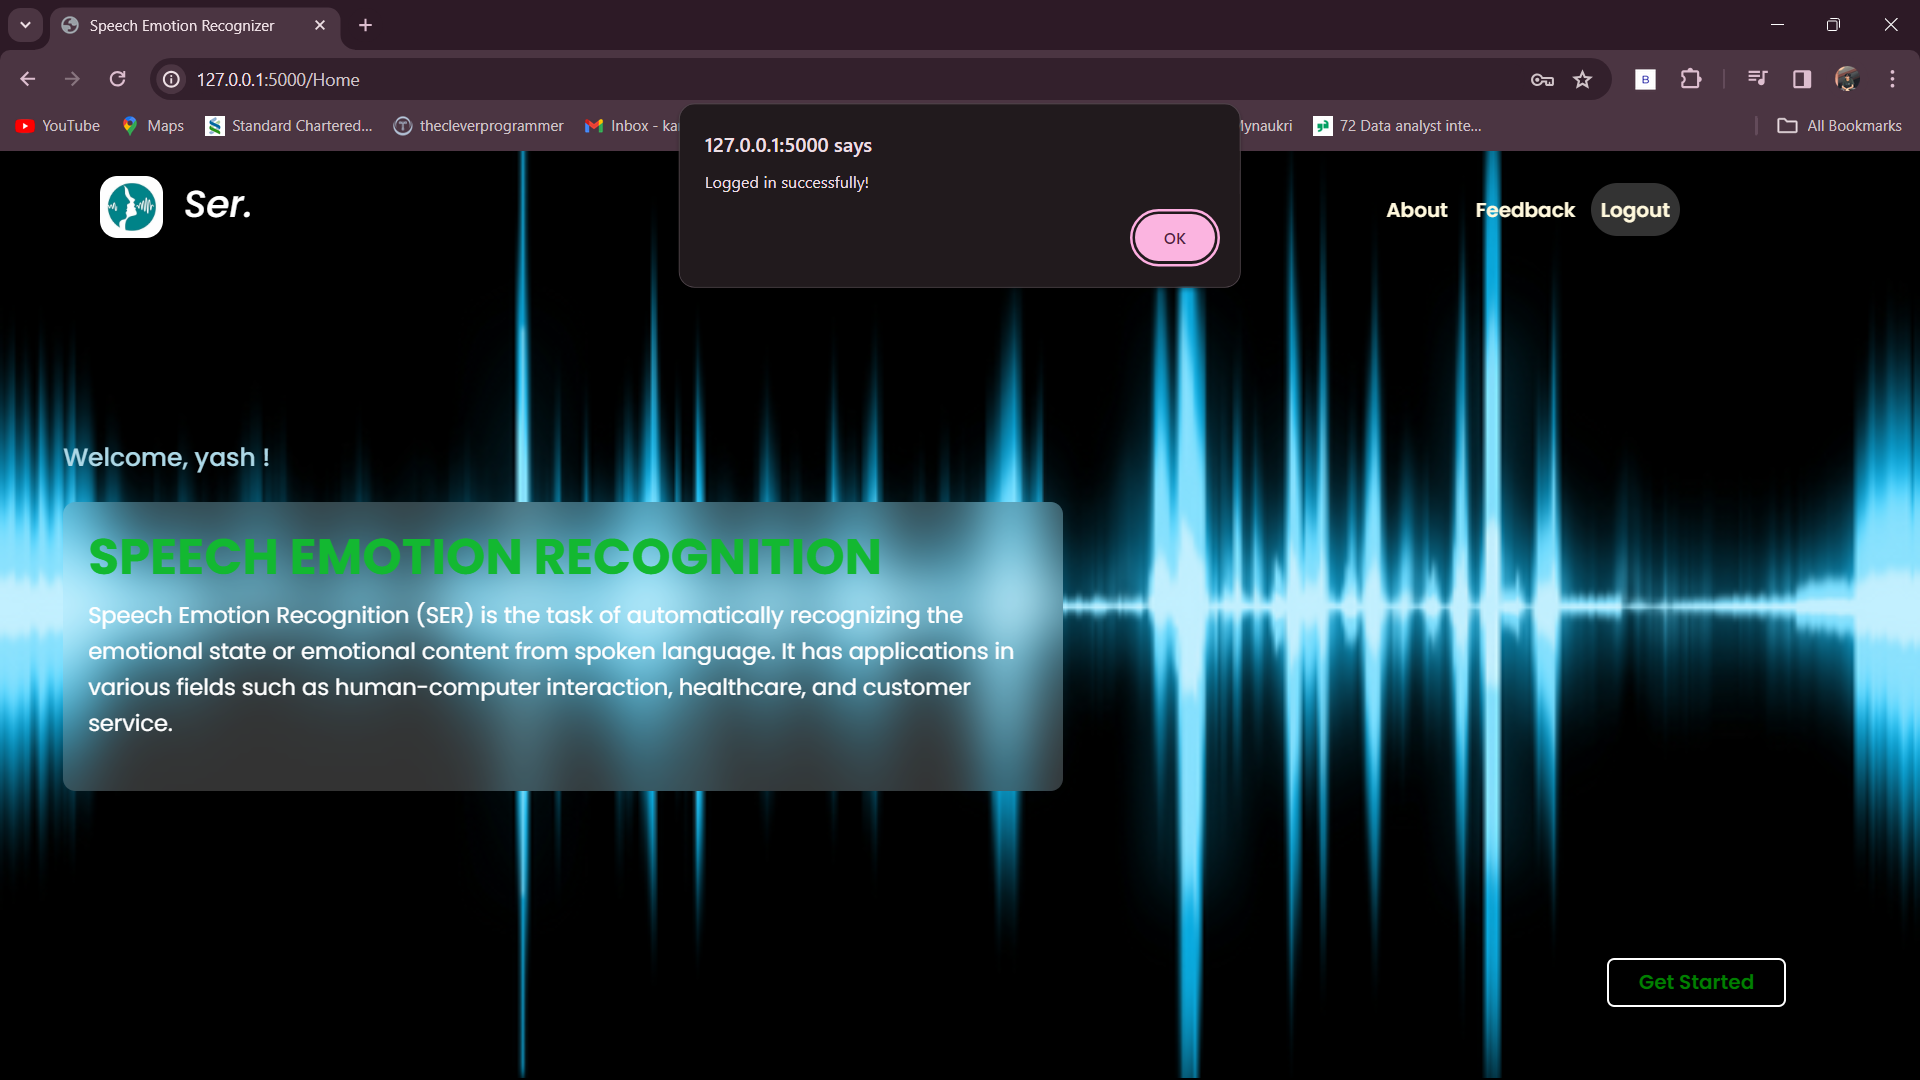 Speech Emotion Recognizer
127.0.0.1:5000/Home
B
YouTube Maps Standard Chartered... thecleverprogrammer Inbox - ka 72 Data analyst inte... All Bookmarks
127.0.0.1:5000 says
Logged in successfully!
OK
Ser.
About Feedback Logout
Welcome, yash !
SPEECH EMOTION RECOGNITION
Speech Emotion Recognition (SER) is the task of automatically recognizing the
emotional state or emotional content from spoken language. It has applications in
various fields such as human-computer interaction, healthcare, and customer
service.
Get Started